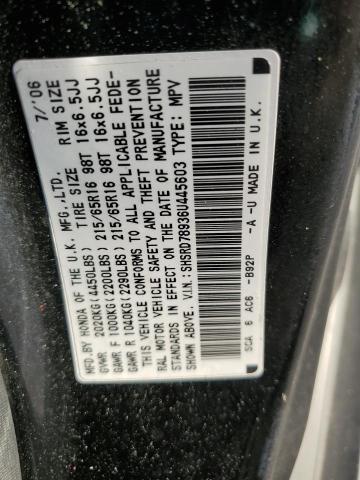 MFD.BY HONDA OF THE U.K. MFG.,LTD. 7/'06
TIRE SIZE RIM SIZE
GVWR 2020KG(4450LBS)
GAWR F 1000KG(2200LBS) 215/65R16 98T 16x6.5JJ
GAWR R 1040KG(2290LBS) 215/65R16 98T 16x6.5JJ
THIS VEHICLE CONFORMS TO ALL APPLICABLE FEDE-
RAL MOTOR VEHICLE SAFETY AND THEFT PREVENTION
STANDARDS IN EFFECT ON THE DATE OF MANUFACTURE
SHOWN ABOVE. V.I.N.:SHSRD78936U445603 TYPE: MPV
SCA 6 AC6 -B92P -A -U MADE IN U.K.